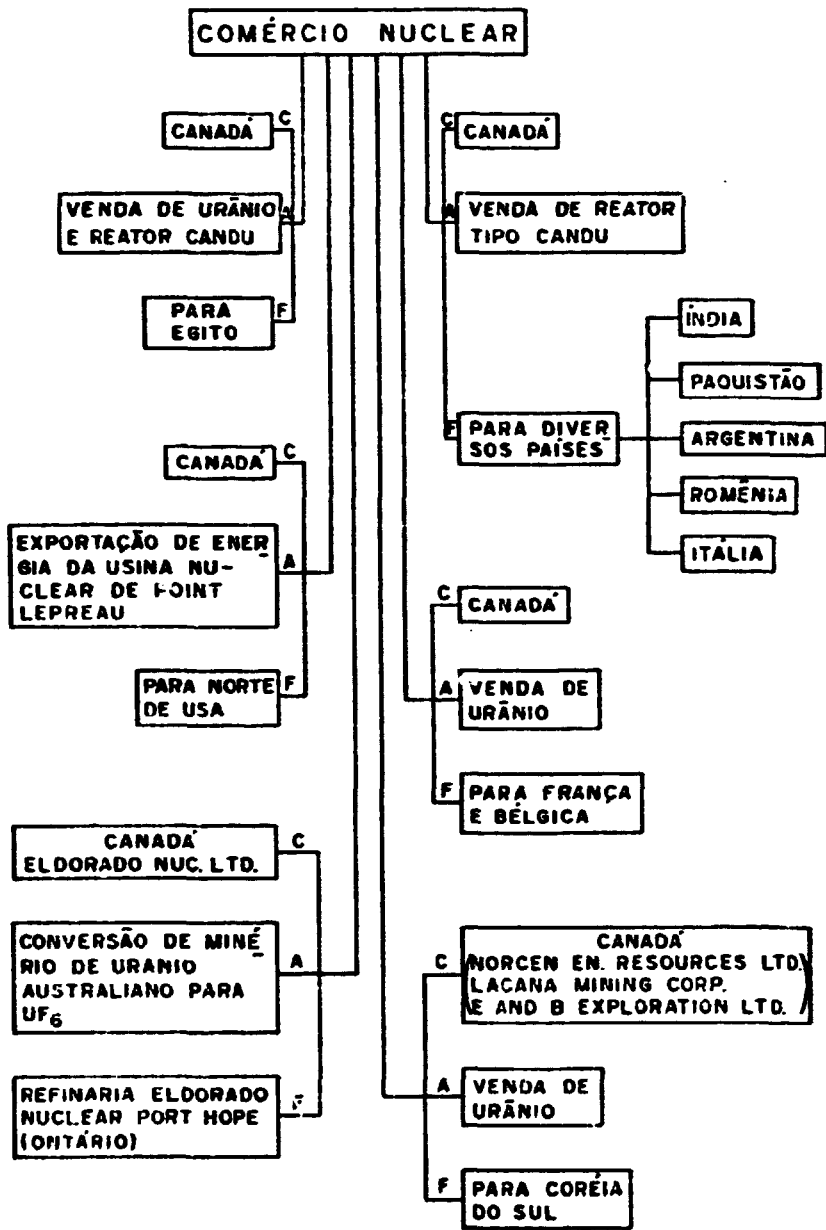 COMÉRCIO NUCLEAR
C
CANADÁ
A
VENDA DE URÂNIO
E REATOR CANDU
F
PARA
EGITO
C
CANADÁ
A
EXPORTAÇÃO DE ENER
GIA DA USINA NU-
CLEAR DE POINT
LEPREAU
F
PARA NORTE
DE USA
C
CANADÁ
ELDORADO NUC. LTD.
A
CONVERSÃO DE MINÉ
RIO DE URANIO
AUSTRALIANO PARA
UF6
F
REFINARIA ELDORADO
NUCLEAR PORT HOPE
(ONTÁRIO)
C
CANADÁ
A
VENDA DE REATOR
TIPO CANDU
F
PARA DIVER
SOS PAÍSES
ÍNDIA
PAQUISTÃO
ARGENTINA
ROMÊNIA
ITÁLIA
C
CANADÁ
A
VENDA DE
URÂNIO
F
PARA FRANÇA
E BÉLGICA
C
CANADÁ
(NORCEN EN. RESOURCES LTD.
LACANA MINING CORP.
E AND B EXPLORATION LTD.)
A
VENDA DE
URÂNIO
F
PARA CORÉIA
DO SUL